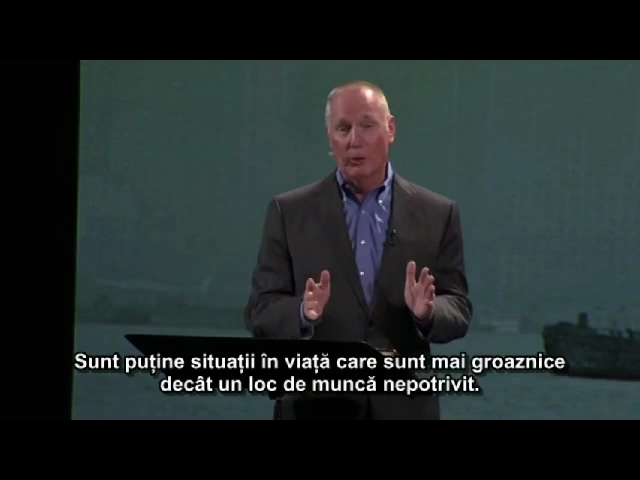 Sunt puține situații în viață care sunt mai groaznice
decât un loc de muncă nepotrivit.